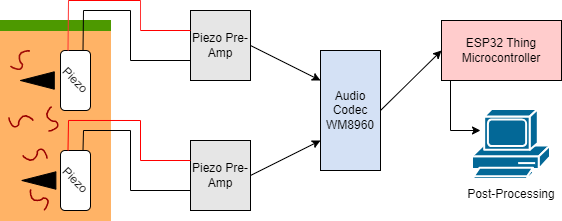 Piezo
Piezo Pre-
Amp
Piezo
Piezo Pre-
Amp
Audio
Codec
WM8960
ESP32 Thing
Microcontroller
Post-Processing